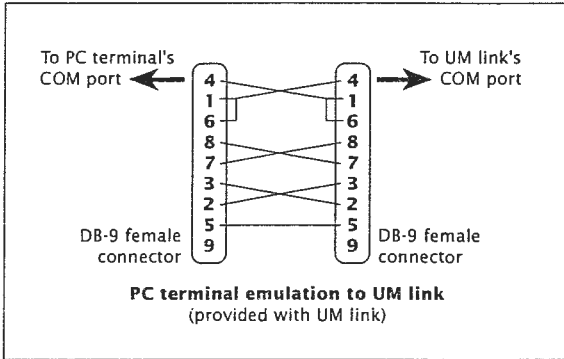 To PC terminal's
COM port
To UM link's
COM port
4 4
1 1
6 6
8 8
7 7
3 3
2 2
5 5
9 9
DB-9 female
connector
DB-9 female
connector
PC terminal emulation to UM link
(provided with UM link)